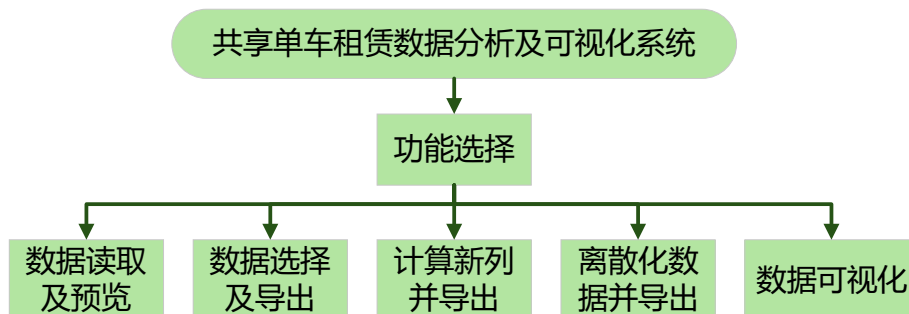 共享单车租赁数据分析及可视化系统
功能选择
数据读取
及预览
数据选择
及导出
计算新列
并导出
离散化数
据并导出
数据可视化